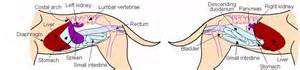 Costal arch
Left kidney
Lumbar vertebrae
Liver
Diaphragm
Rectum
Stomach
Spleen
Small intestine
Descending
duodenum
Pancreas
Right kidney
Liver
Bladder
Small intestine
Stomach